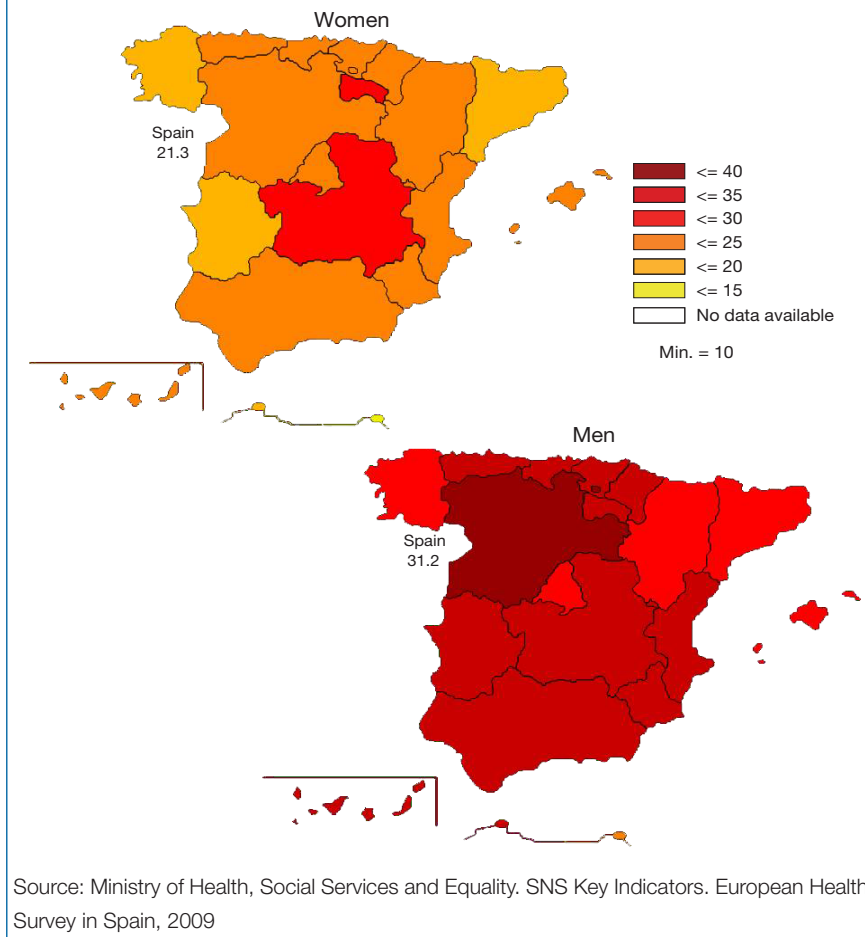 Women
Spain
21.3
<= 40
<= 35
<= 30
<= 25
<= 20
<= 15
No data available
Min. = 10
Men
Spain
31.2
Source: Ministry of Health, Social Services and Equality. SNS Key Indicators. European Health
Survey in Spain, 2009